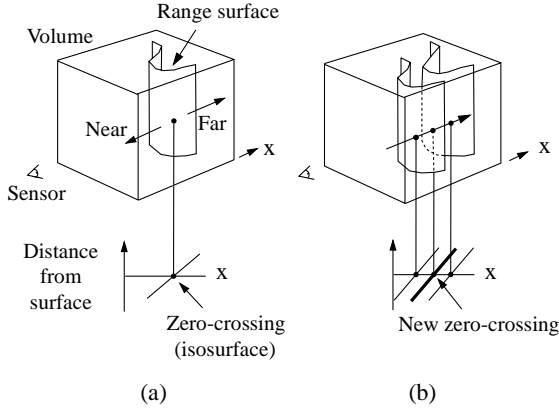 Range surface
Volume
Near
Far
x
Sensor
Distance
from
surface
x
Zero-crossing
(isosurface)
(a)
x
x
New zero-crossing
(b)